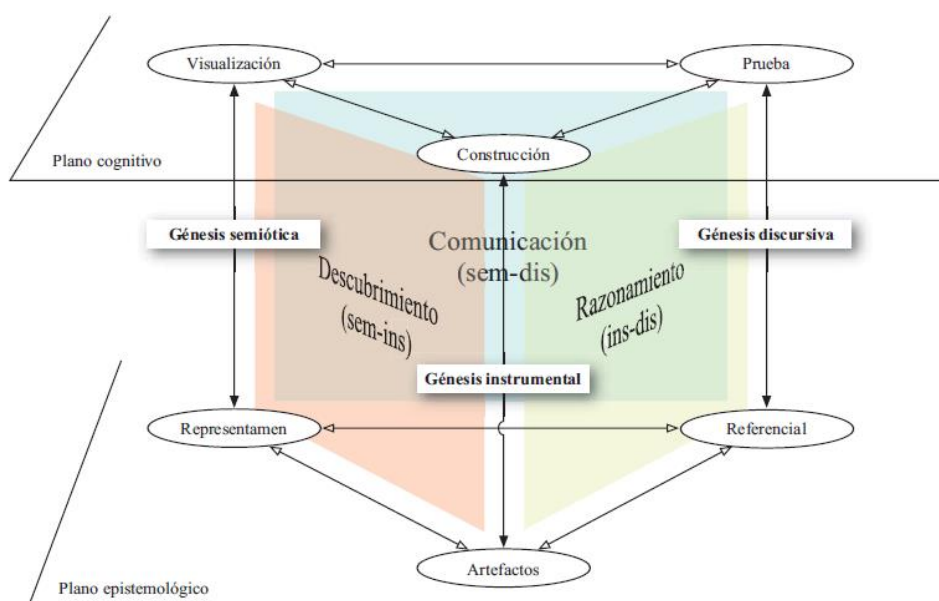 Visualización
Prueba
Construcción
Plano cognitivo
Génesis semiótica
Génesis discursiva
Comunicación
(sem-dis)
Descubrimiento
(sem-ins)
Razonamiento
(ins-dis)
Génesis instrumental
Representamen
Referencial
Artefactos
Plano epistemológico